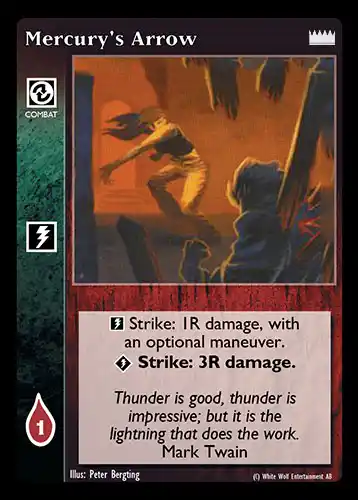 Mercury's Arrow
COMBAT
Strike: 1R damage, with
an optional maneuver.
Strike: 3R damage.
Thunder is good, thunder is
impressive; but it is the
lightning that does the work.
Mark Twain
1
Illus: Peter Bergting
(C) White Wolf Entertainment AB